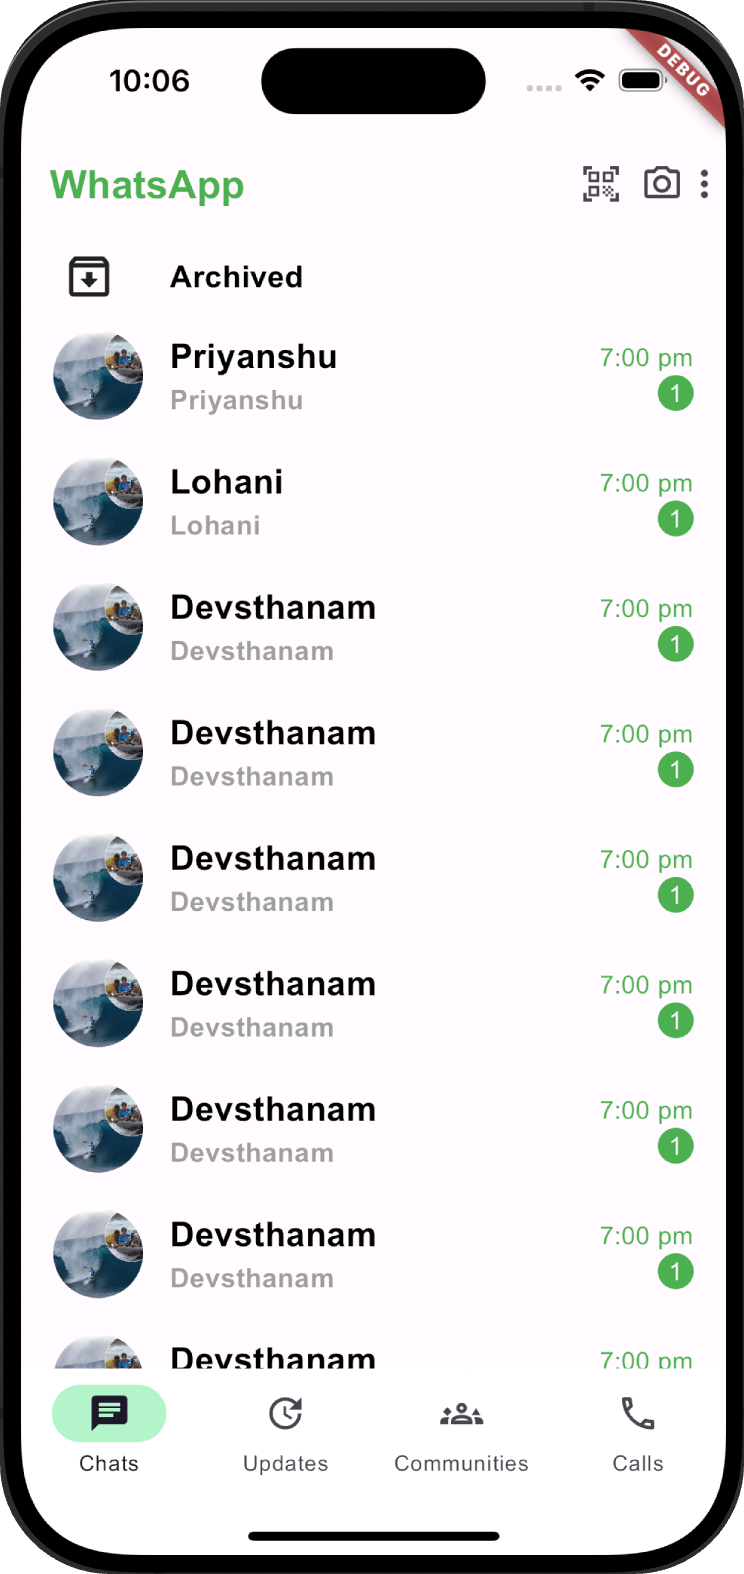 10:06
DEBUG
WhatsApp
Archived
Priyanshu 7:00 pm
Priyanshu 1
Lohani 7:00 pm
Lohani 1
Devsthanam 7:00 pm
Devsthanam 1
Devsthanam 7:00 pm
Devsthanam 1
Devsthanam 7:00 pm
Devsthanam 1
Devsthanam 7:00 pm
Devsthanam 1
Devsthanam 7:00 pm
Devsthanam 1
Devsthanam 7:00 pm
Devsthanam 1
Devsthanam 7:00 pm
Chats Updates Communities Calls